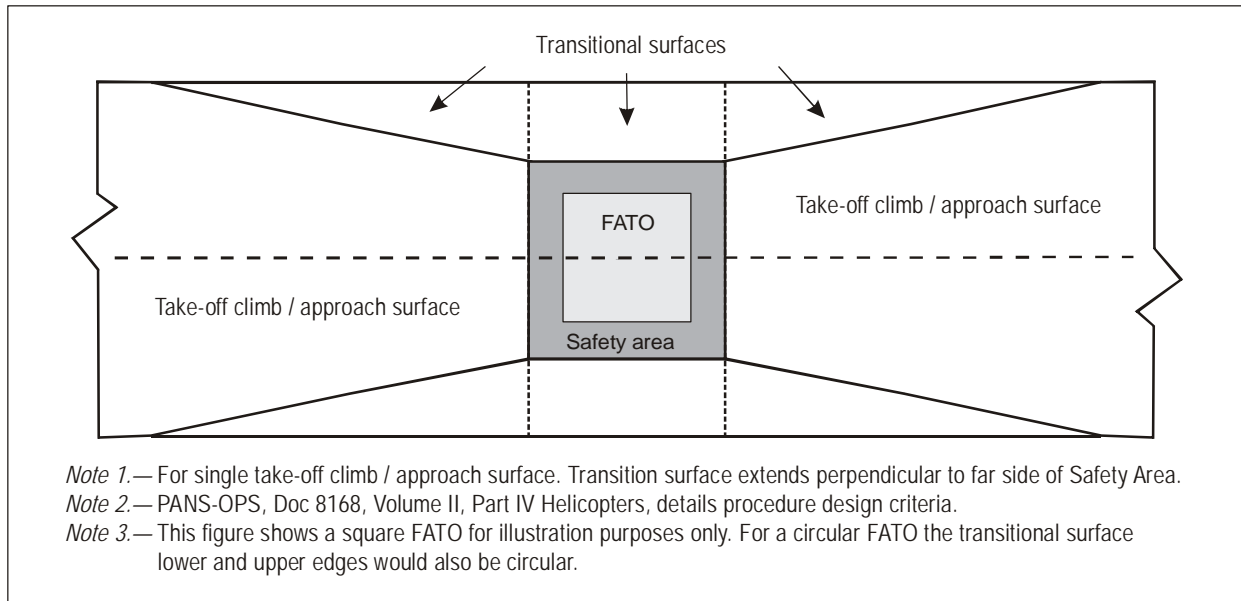 Transitional surfaces
Take-off climb / approach surface
FATO
Take-off climb / approach surface
Safety area
Note 1.— For single take-off climb / approach surface. Transition surface extends perpendicular to far side of Safety Area.
Note 2.— PANS-OPS, Doc 8168, Volume II, Part IV Helicopters, details procedure design criteria.
Note 3.— This figure shows a square FATO for illustration purposes only. For a circular FATO the transitional surface
lower and upper edges would also be circular.